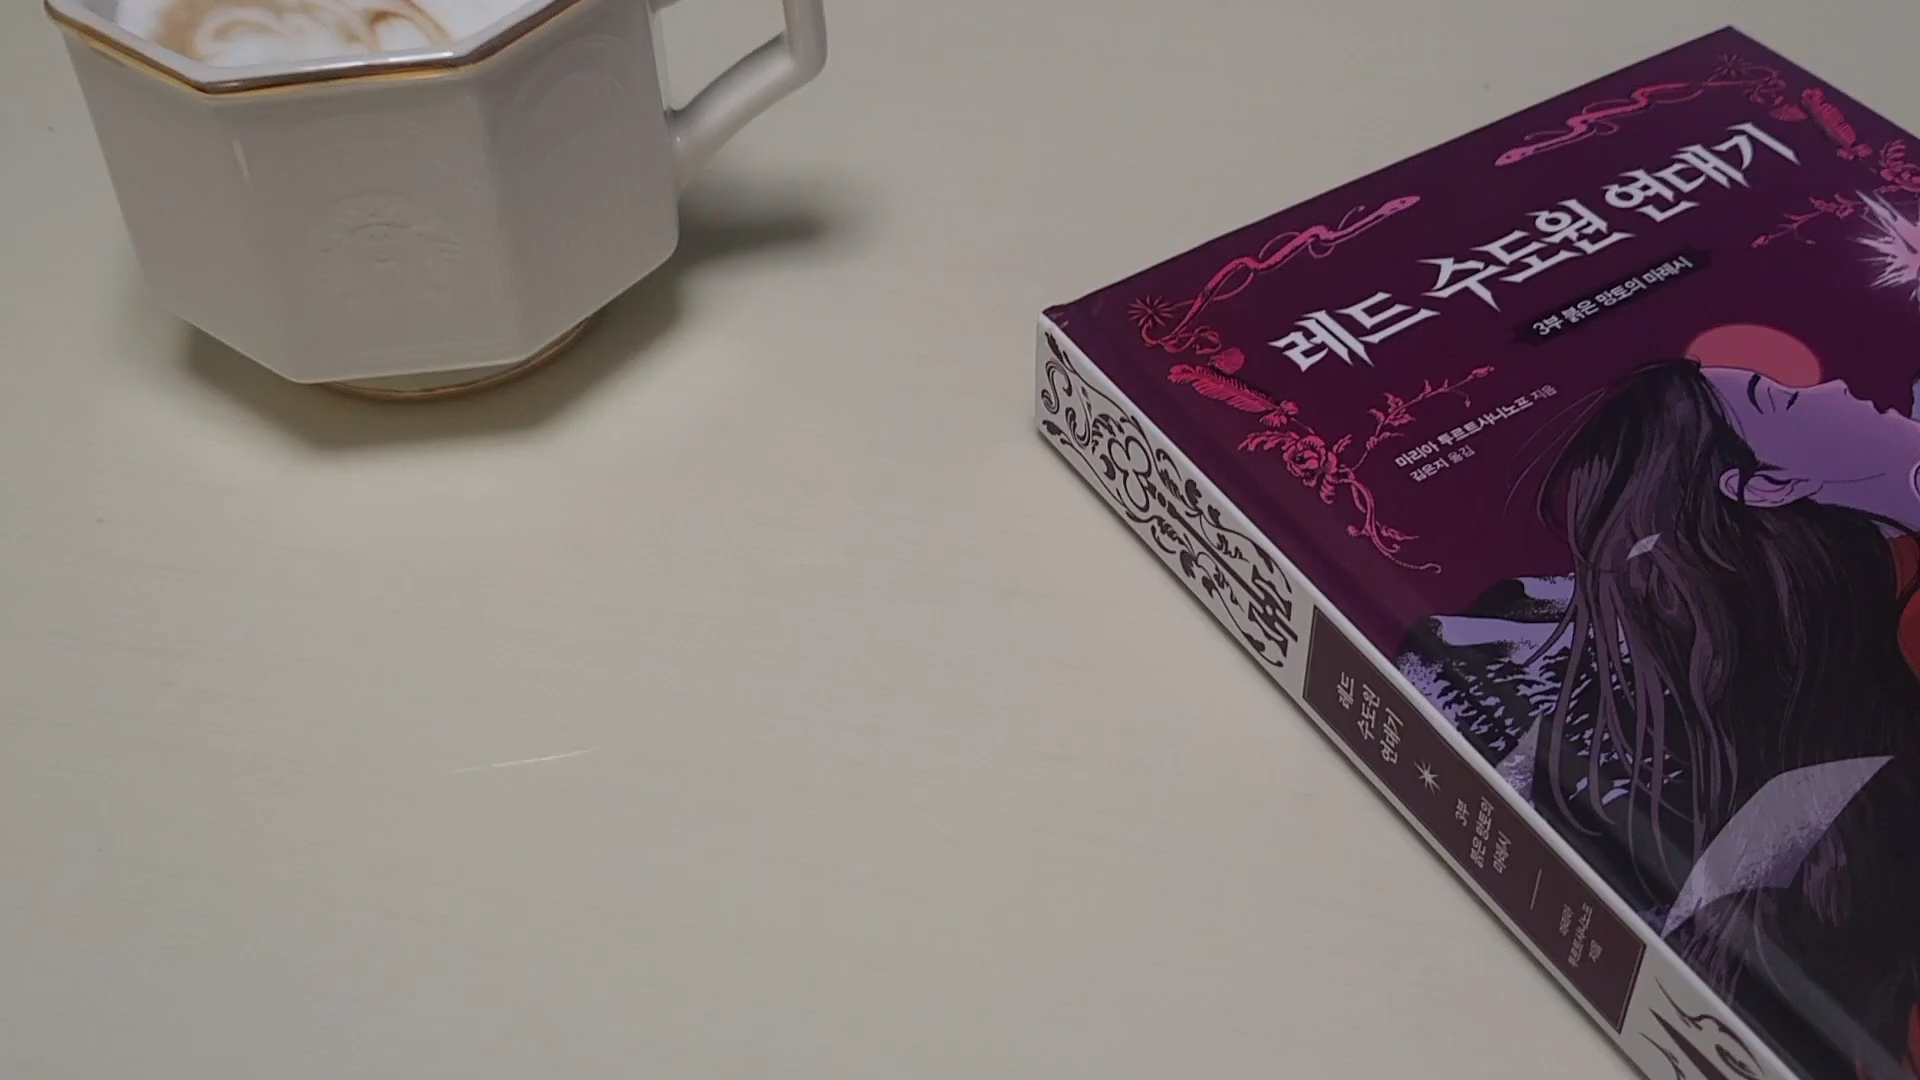 레드 수도원 연대기
3부 붉은 망토의 마레시
마리아 투르트샤니노프 지음
김은지 옮김
레드
수도원
연대기
3부
붉은 망토의
마레시
마리아
투르트샤니노프
지음